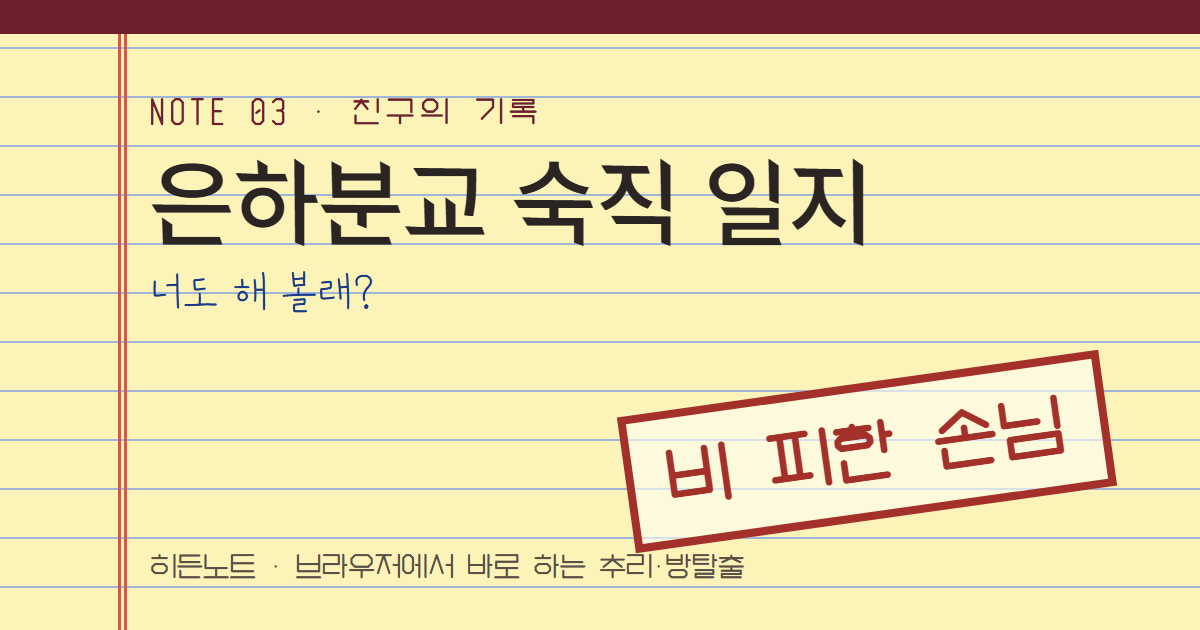 NOTE 03 · 친구의 기록
은하분교 숙직 일지
너도 해 볼래?
비 피한 손님
히든노트 · 브라우저에서 바로 하는 추리·방탈출